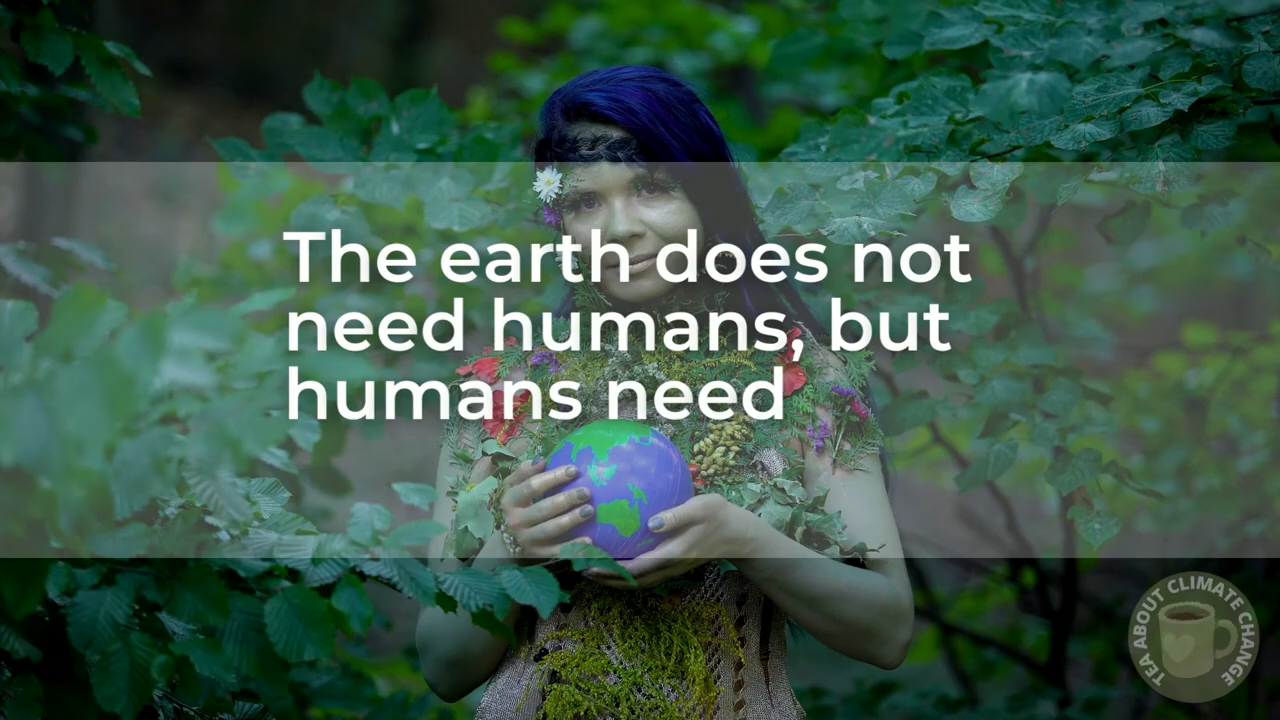 The earth does not
need humans, but
humans need
TEA ABOUT CLIMATE CHANGE